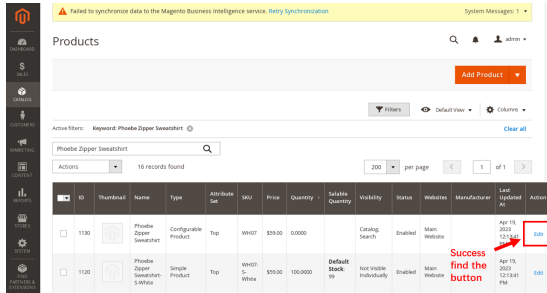 Failed to synchronize data to the Magento Business Intelligence service. Retry Synchronization
System Messages: 1
DASHBOARD
$
SALES
CATALOG
CUSTOMERS
MARKETING
CONTENT
REPORTS
STORES
SYSTEM
FIND PARTNERS & EXTENSIONS
Products
admin
Add Product
Filters
Default View
Columns
Active filters: Keyword: Phoebe Zipper Sweatshirt
Clear all
Phoebe Zipper Sweatshirt
Actions
16 records found
200
per page
1
of 1
ID Thumbnail Name Type Attribute Set SKU Price Quantity Salable Quantity Visibility Status Websites Manufacturer Last Updated At Action
1130 Phoebe Zipper Sweatshirt Configurable Product Top WH07 $59.00 0.0000 Catalog, Search Enabled Main Website Apr 19, 2023 12:13:41 PM Edit
1120 Phoebe Zipper Sweatshirt-S-White Simple Product Top WH07-S-White $59.00 100.0000 Default Stock: 99 Not Visible Individually Enabled Main Website Apr 19, 2023 12:13:41 PM Edit
Success
find the
button